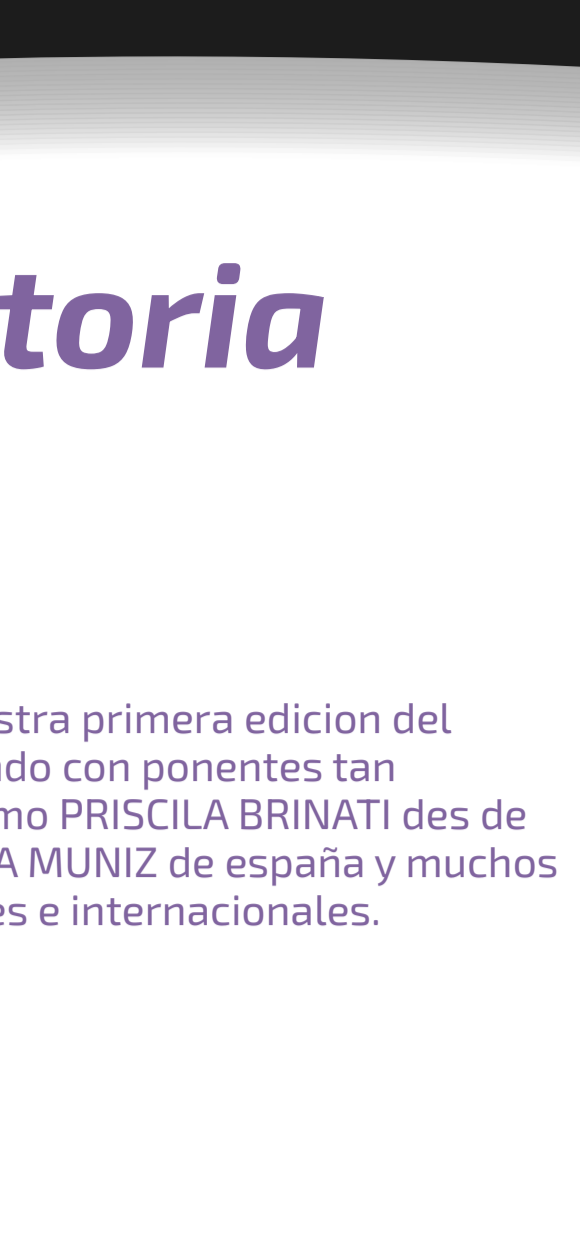 toria
stra primera edicion del
ndo con ponentes tan
mo PRISCILA BRINATI des de
A MUNIZ de españa y muchos
es e internacionales.